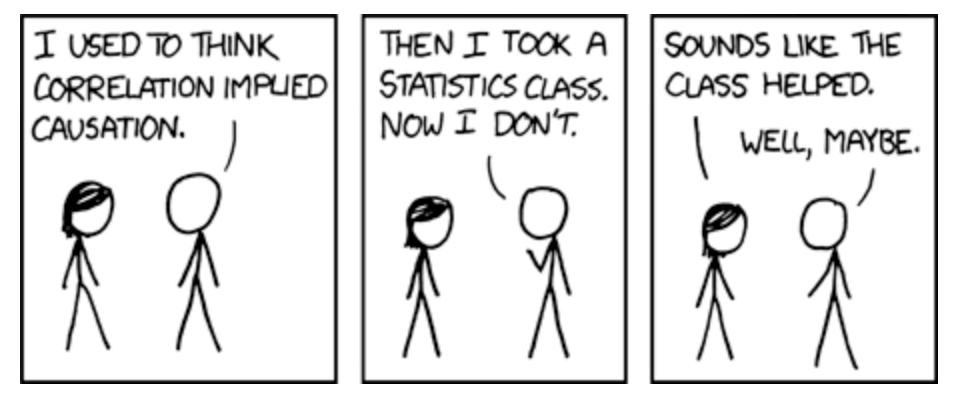 I USED TO THINK
CORRELATION IMPLIED
CAUSATION.
THEN I TOOK A
STATISTICS CLASS.
NOW I DON'T.
SOUNDS LIKE THE
CLASS HELPED.
WELL, MAYBE.